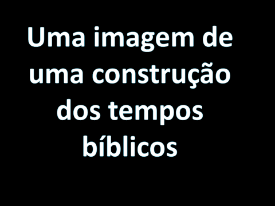 Uma imagem de
uma construção
dos tempos
bíblicos